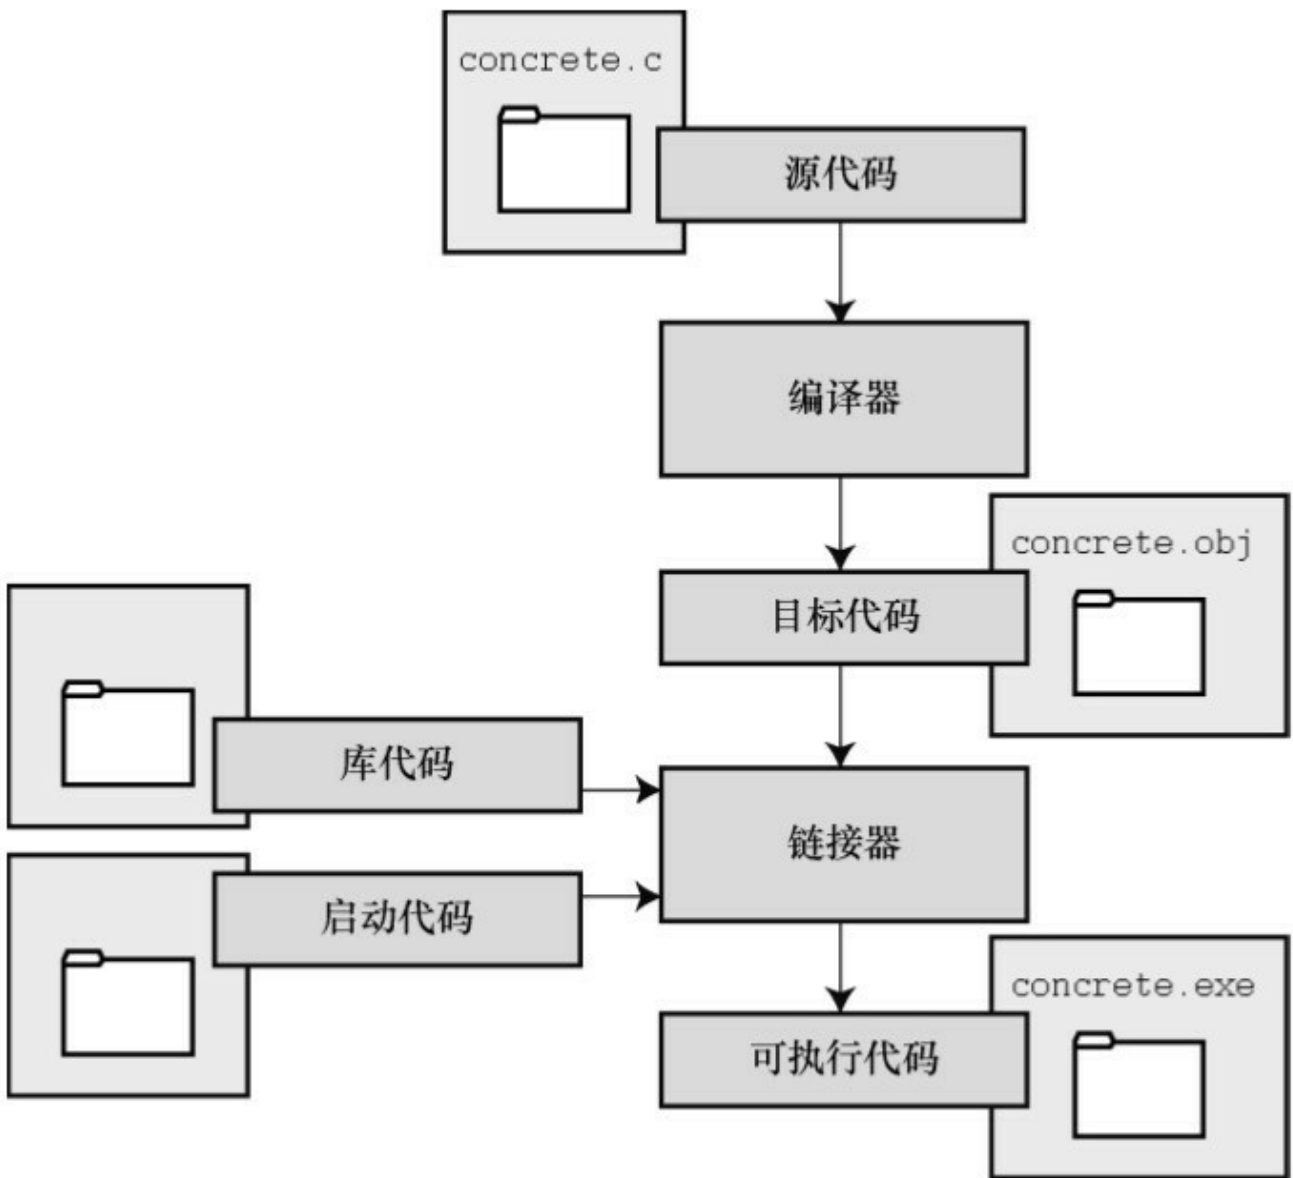 concrete.c
源代码
编译器
concrete.obj
目标代码
库代码
链接器
启动代码
concrete.exe
可执行代码